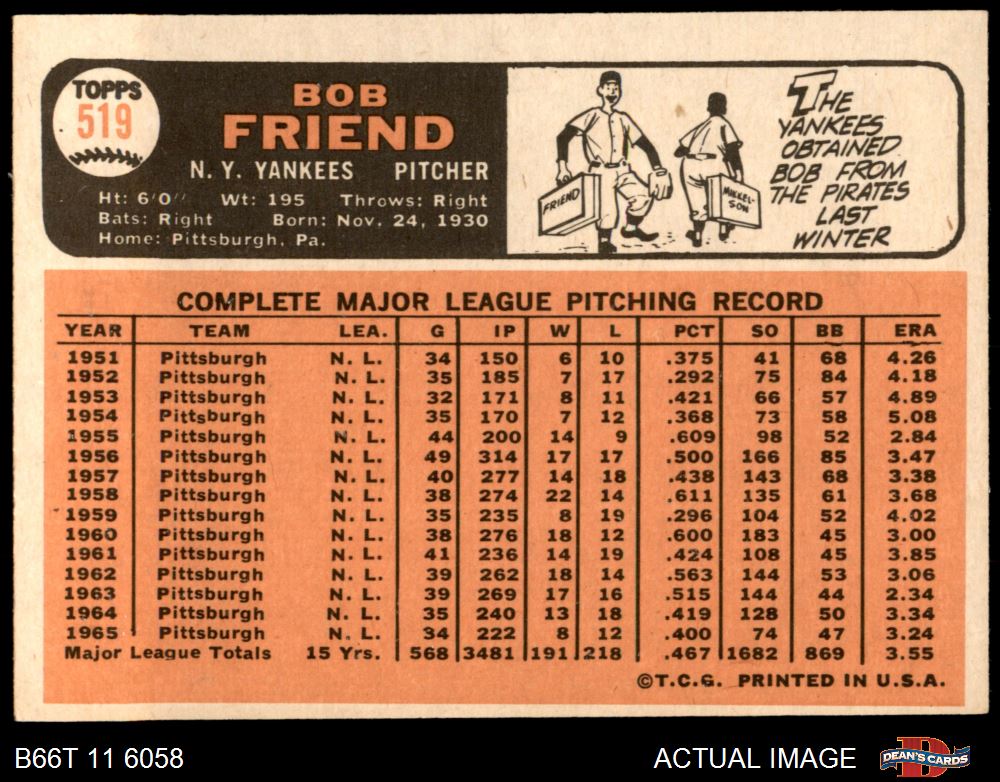 TOPPS
519
BOB
FRIEND
N. Y. YANKEES PITCHER
Ht: 6'0" Wt: 195 Throws: Right
Bats: Right Born: Nov. 24, 1930
Home: Pittsburgh, Pa.
FRIEND
MIKKEL-
SON
THE
YANKEES
OBTAINED
BOB FROM
THE PIRATES
LAST
WINTER
COMPLETE MAJOR LEAGUE PITCHING RECORD
YEAR TEAM LEA. G IP W L PCT SO BB ERA
1951 Pittsburgh N. L. 34 150 6 10 .375 41 68 4.26
1952 Pittsburgh N. L. 35 185 7 17 .292 75 84 4.18
1953 Pittsburgh N. L. 32 171 8 11 .421 66 57 4.89
1954 Pittsburgh N. L. 35 170 7 12 .368 73 58 5.08
1955 Pittsburgh N. L. 44 200 14 9 .609 98 52 2.84
1956 Pittsburgh N. L. 49 314 17 17 .500 166 85 3.47
1957 Pittsburgh N. L. 40 277 14 18 .438 143 68 3.38
1958 Pittsburgh N. L. 38 274 22 14 .611 135 61 3.68
1959 Pittsburgh N. L. 35 235 8 19 .296 104 52 4.02
1960 Pittsburgh N. L. 38 276 18 12 .600 183 45 3.00
1961 Pittsburgh N. L. 41 236 14 19 .424 108 45 3.85
1962 Pittsburgh N. L. 39 262 18 14 .563 144 53 3.06
1963 Pittsburgh N. L. 39 269 17 16 .515 144 44 2.34
1964 Pittsburgh N. L. 35 240 13 18 .419 128 50 3.34
1965 Pittsburgh N. L. 34 222 8 12 .400 74 47 3.24
Major League Totals 15 Yrs. 568 3481 191 218 .467 1682 869 3.55
©T.C.G. PRINTED IN U.S.A.
B66T 11 6058
ACTUAL IMAGE
DEAN'S CARDS